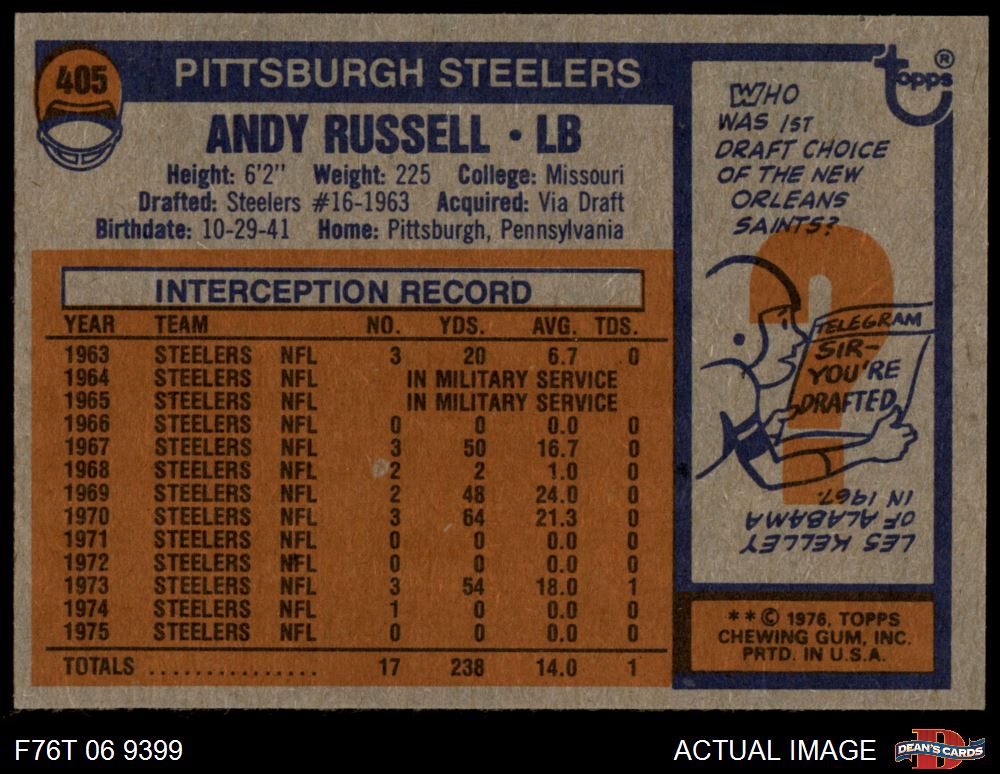 405
PITTSBURGH STEELERS
ANDY RUSSELL • LB
Height: 6'2" Weight: 225 College: Missouri
Drafted: Steelers #16-1963 Acquired: Via Draft
Birthdate: 10-29-41 Home: Pittsburgh, Pennsylvania
INTERCEPTION RECORD
YEAR TEAM NO. YDS. AVG. TDS.
1963 STEELERS NFL 3 20 6.7 0
1964 STEELERS NFL IN MILITARY SERVICE
1965 STEELERS NFL IN MILITARY SERVICE
1966 STEELERS NFL 0 0 0.0 0
1967 STEELERS NFL 3 50 16.7 0
1968 STEELERS NFL 2 2 1.0 0
1969 STEELERS NFL 2 48 24.0 0
1970 STEELERS NFL 3 64 21.3 0
1971 STEELERS NFL 0 0 0.0 0
1972 STEELERS NFL 0 0 0.0 0
1973 STEELERS NFL 3 54 18.0 1
1974 STEELERS NFL 1 0 0.0 0
1975 STEELERS NFL 0 0 0.0 0
TOTALS ............... 17 238 14.0 1
topps®
WHO
WAS 1ST
DRAFT CHOICE
OF THE NEW
ORLEANS
SAINTS?
?
TELEGRAM
SIR-
YOU'RE
DRAFTED
LES KELLEY
OF ALABAMA
IN 1967.
**© 1976, TOPPS
CHEWING GUM, INC.
PRTD. IN U.S.A.
F76T 06 9399
ACTUAL IMAGE
D
DEAN'S CARDS